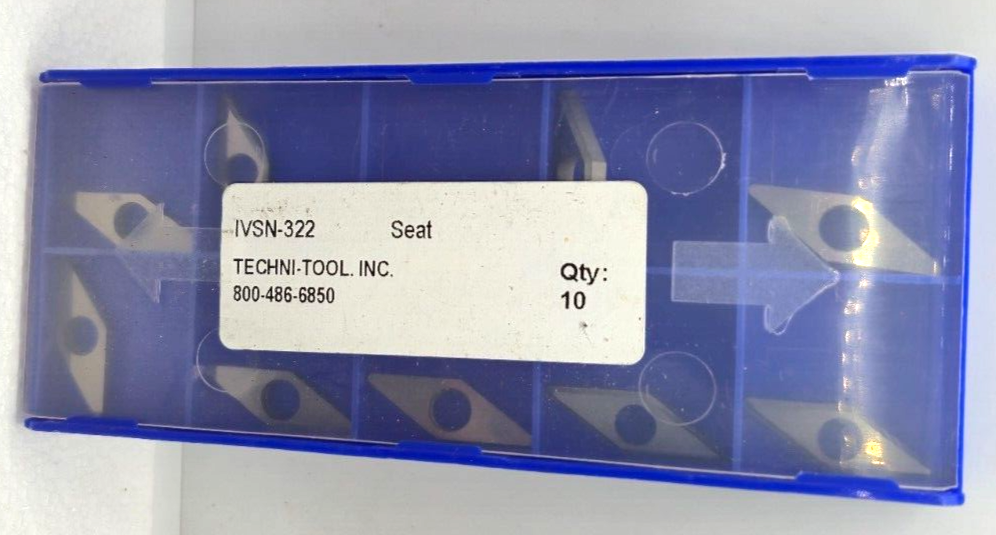 IVSN-322 Seat
TECHNI-TOOL. INC.
800-486-6850
Qty:
10